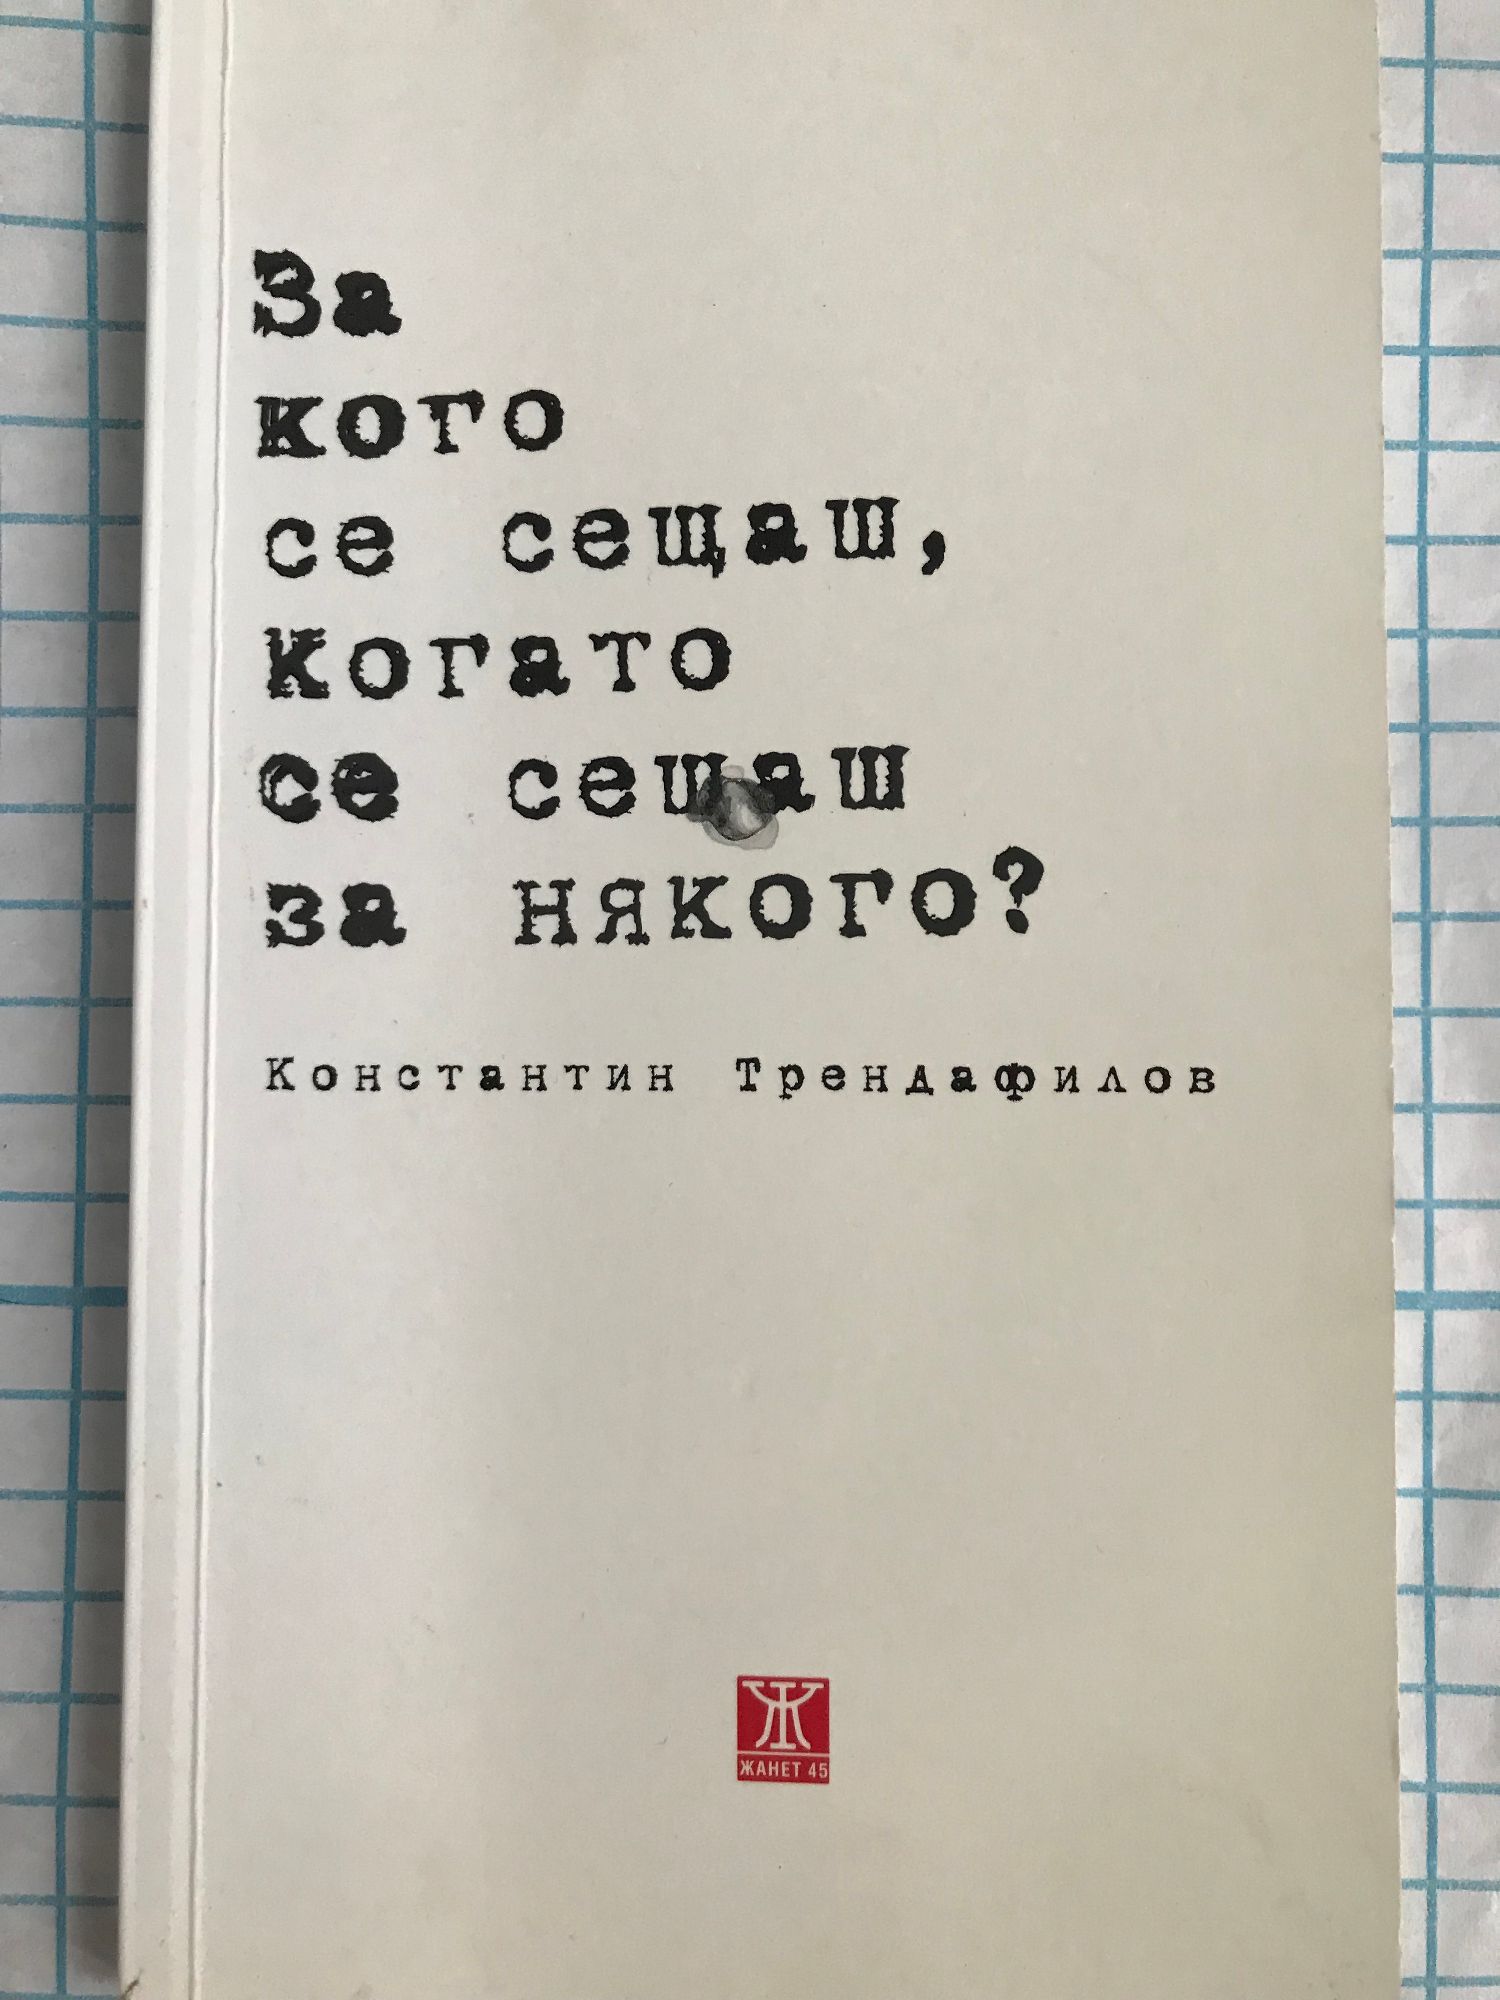 За
кого
се сещаш,
когато
се сещаш
за някого?
Константин Трендафилов
Ж
ЖАНЕТ 45